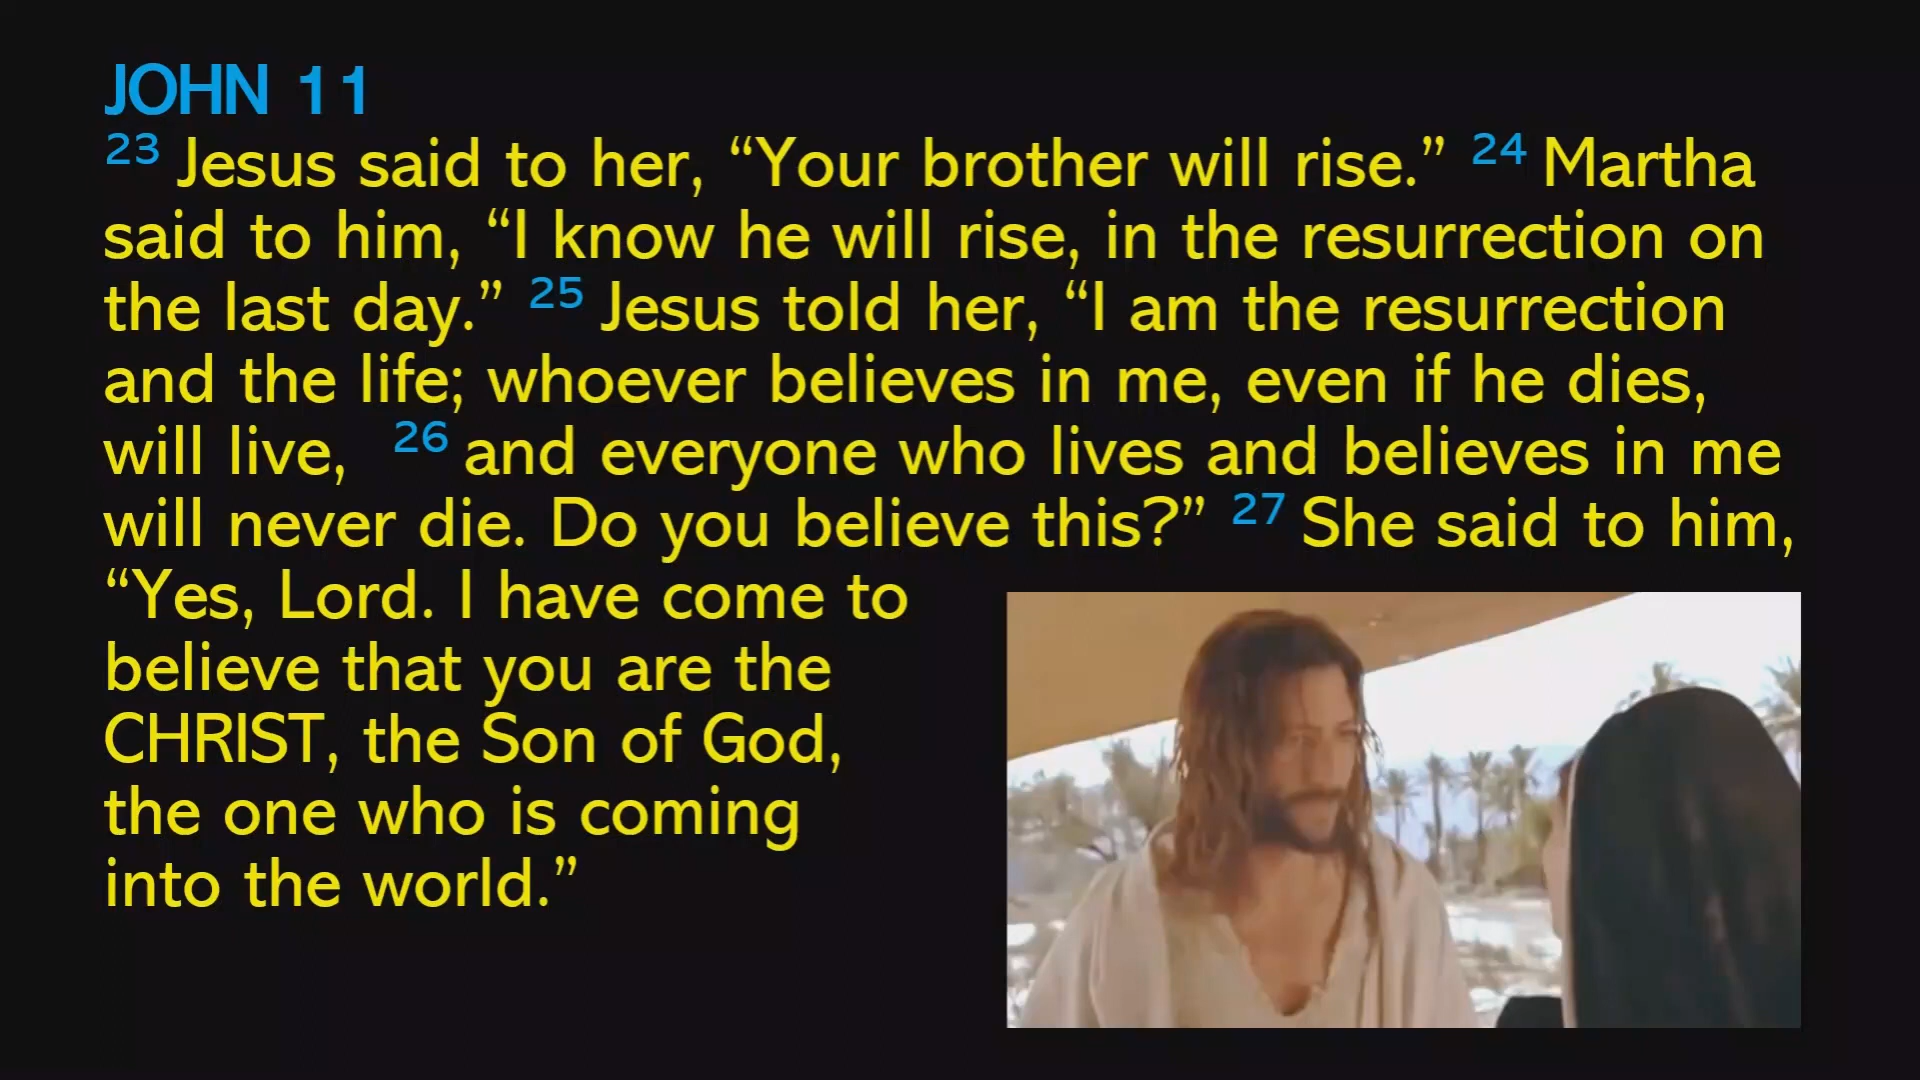 JOHN 11
23 Jesus said to her, “Your brother will rise.” 24 Martha
said to him, “I know he will rise, in the resurrection on
the last day.” 25 Jesus told her, “I am the resurrection
and the life; whoever believes in me, even if he dies,
will live, 26 and everyone who lives and believes in me
will never die. Do you believe this?” 27 She said to him,
“Yes, Lord. I have come to
believe that you are the
CHRIST, the Son of God,
the one who is coming
into the world.”